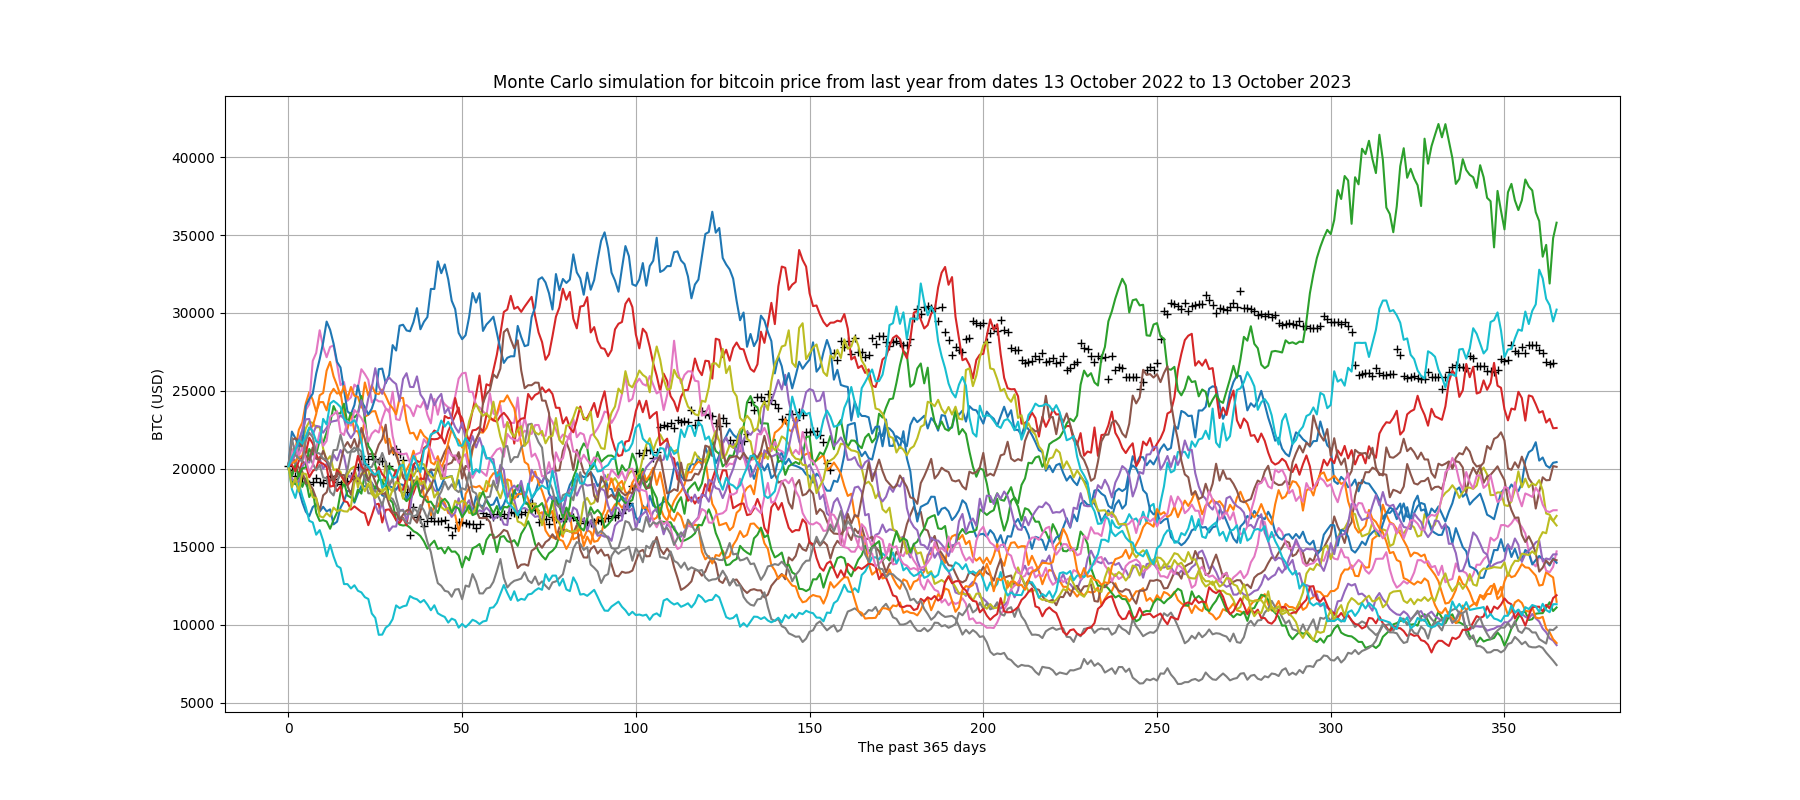 Monte Carlo simulation for bitcoin price from last year from dates 13 October 2022 to 13 October 2023
40000
35000
30000
25000
20000
15000
10000
5000
BTC (USD)
0 50 100 150 200 250 300 350
The past 365 days